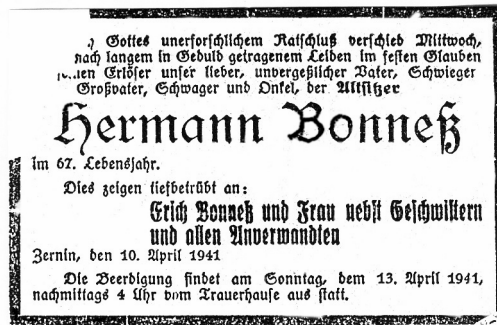 Gottes unerforschlichem Ratschluß verschied Mittwoch,
nach langem in Geduld getragenem Leiden im festen Glauben
Erlöser unser lieber, unvergeßlicher Vater, Schwieger
Großvater, Schwager und Onkel, der Altsitzer
Hermann Bonneß
im 67. Lebensjahr.
Dies zeigen tiefbetrübt an:
Erich Bonneß und Frau nebst Geschwistern
und allen Anverwandten
Zernin, den 10. April 1941
Die Beerdigung findet am Sonntag, dem 13. April 1941,
nachmittags 4 Uhr vom Trauerhause aus statt.